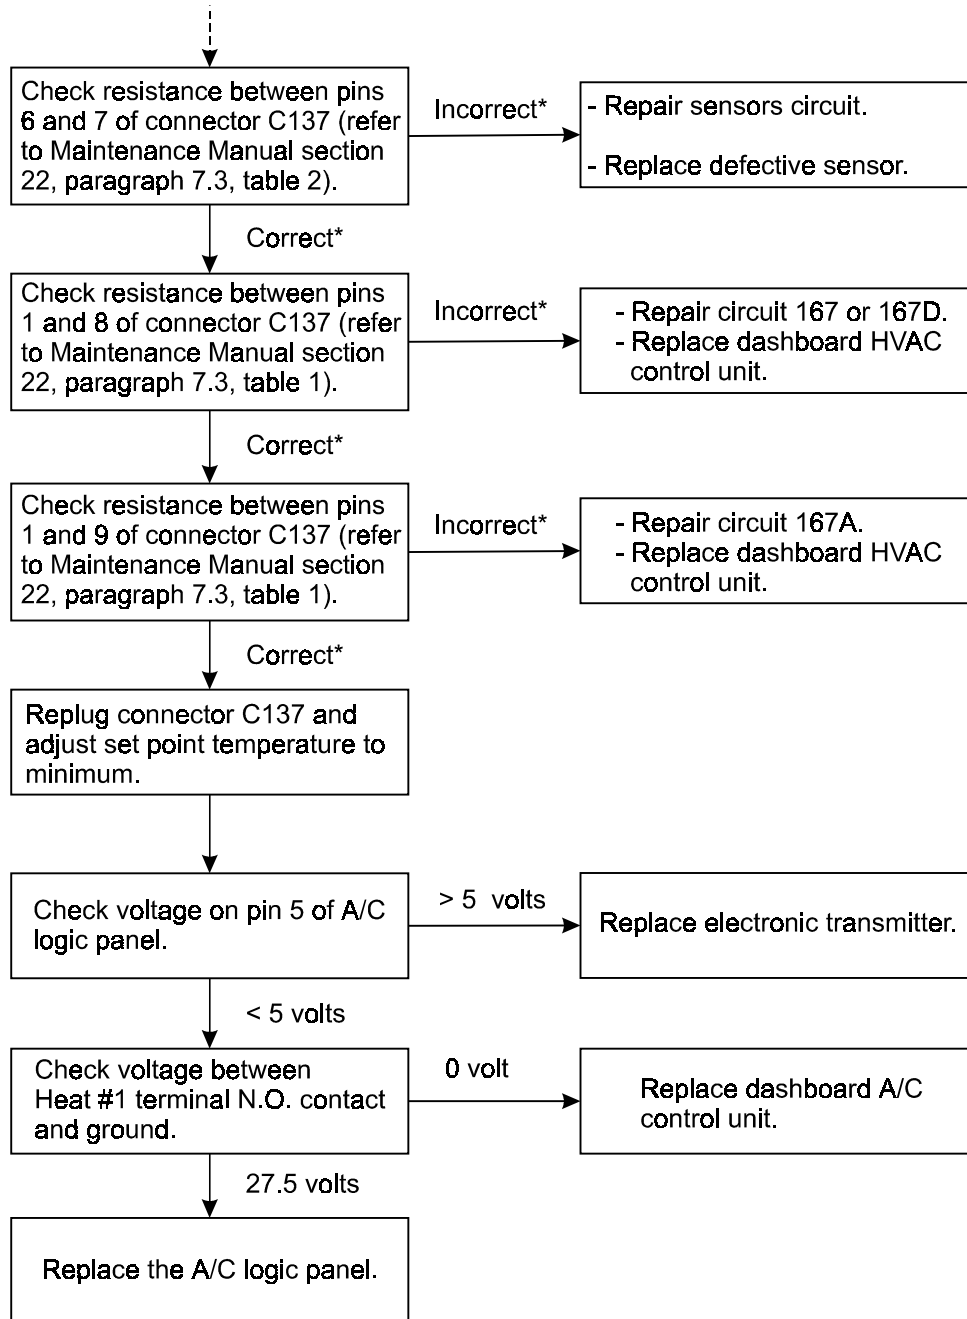 Check resistance between pins
6 and 7 of connector C137 (refer
to Maintenance Manual section
22, paragraph 7.3, table 2).
Incorrect*
- Repair sensors circuit.
- Replace defective sensor.
Correct*
Check resistance between pins
1 and 8 of connector C137 (refer
to Maintenance Manual section
22, paragraph 7.3, table 1).
Incorrect*
- Repair circuit 167 or 167D.
- Replace dashboard HVAC
control unit.
Correct*
Check resistance between pins
1 and 9 of connector C137 (refer
to Maintenance Manual section
22, paragraph 7.3, table 1).
Incorrect*
- Repair circuit 167A.
- Replace dashboard HVAC
control unit.
Correct*
Replug connector C137 and
adjust set point temperature to
minimum.
Check voltage on pin 5 of A/C
logic panel.
> 5 volts
Replace electronic transmitter.
< 5 volts
Check voltage between
Heat #1 terminal N.O. contact
and ground.
0 volt
Replace dashboard A/C
control unit.
27.5 volts
Replace the A/C logic panel.